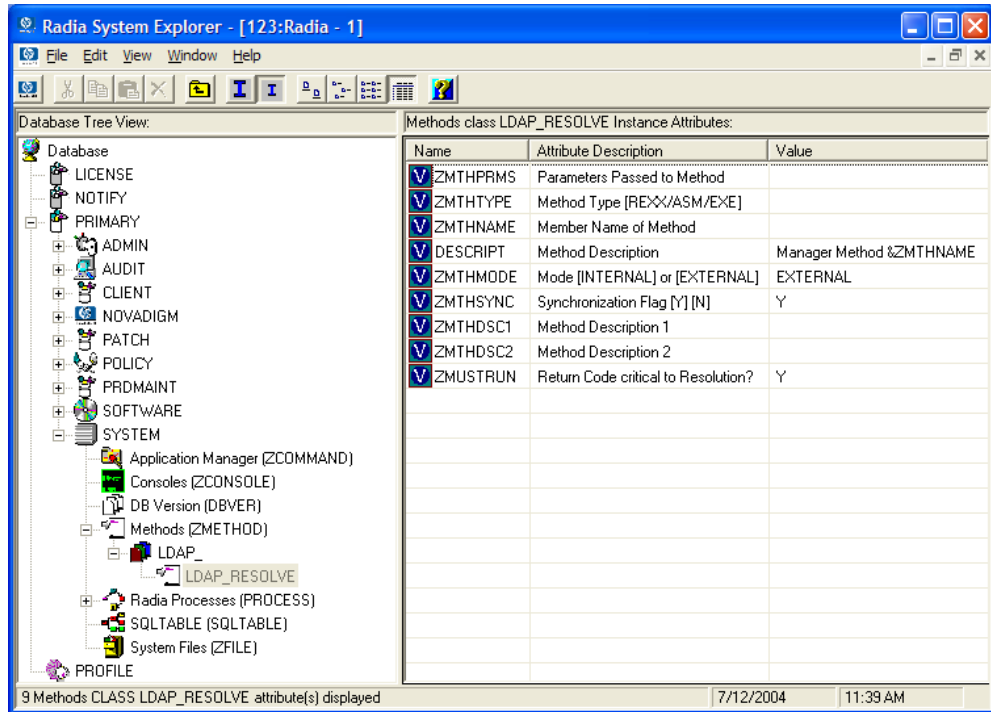 Radia System Explorer - [123:Radia - 1]
File Edit View Window Help
Database Tree View:
Methods class LDAP_RESOLVE Instance Attributes:
Database
LICENSE
NOTIFY
PRIMARY
ADMIN
AUDIT
CLIENT
NOVADIGM
PATCH
POLICY
PRDMAINT
SOFTWARE
SYSTEM
Application Manager (ZCOMMAND)
Consoles (ZCONSOLE)
DB Version (DBVER)
Methods (ZMETHOD)
LDAP_
LDAP_RESOLVE
Radia Processes (PROCESS)
SQLTABLE (SQLTABLE)
System Files (ZFILE)
PROFILE
Name Attribute Description Value
ZMTHPRMS Parameters Passed to Method
ZMTHTYPE Method Type [REXX/ASM/EXE]
ZMTHNAME Member Name of Method
DESCRIPT Method Description Manager Method &ZMTHNAME
ZMTHMODE Mode [INTERNAL] or [EXTERNAL] EXTERNAL
ZMTHSYNC Synchronization Flag [Y] [N] Y
ZMTHDSC1 Method Description 1
ZMTHDSC2 Method Description 2
ZMUSTRUN Return Code critical to Resolution? Y
9 Methods CLASS LDAP_RESOLVE attribute(s) displayed 7/12/2004 11:39 AM